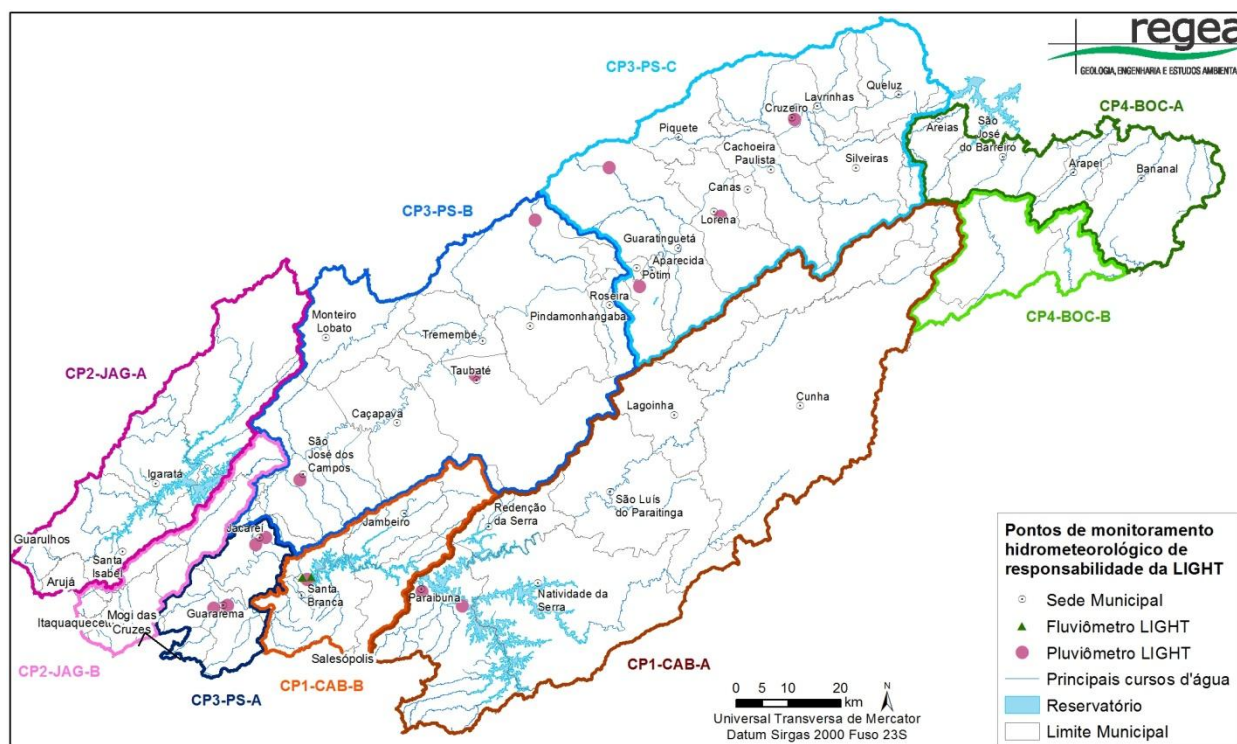 regea
GEOLOGIA, ENGENHARIA E ESTUDOS AMBIENTA
CP3-PS-C
Queluz
Lavrinhas
Cruzeiro
CP4-BOC-A
Piquete
Areias
São
José
do Barreiro
Cachoeira
Paulista
Silveiras
Arapeí
Bananal
Canas
CP3-PS-B
Lorena
Guaratinguetá
Aparecida
Potim
Roseira
CP4-BOC-B
Monteiro
Lobato
Pindamonhangaba
Tremembé
CP2-JAG-A
Taubaté
Caçapava
Lagoinha
Cunha
São
José dos
Campos
Igaratá
São Luís
do Paraitinga
Jambeiro
Redenção
da Serra
Guarulhos
Jacareí
Santa
Isabel
Arujá
Santa
Branca
Paraibuna
Natividade da
Serra
Guararema
Mogi das
Cruzes
Itaquaquecet
CP2-JAG-B
Salesópolis
CP3-PS-A
CP1-CAB-B
CP1-CAB-A
0 5 10 20
km
N
Universal Transversa de Mercator
Datum Sirgas 2000 Fuso 23S
Pontos de monitoramento
hidrometeorológico de
responsabilidade da LIGHT
Sede Municipal
Fluviômetro LIGHT
Pluviômetro LIGHT
Principais cursos d'água
Reservatório
Limite Municipal